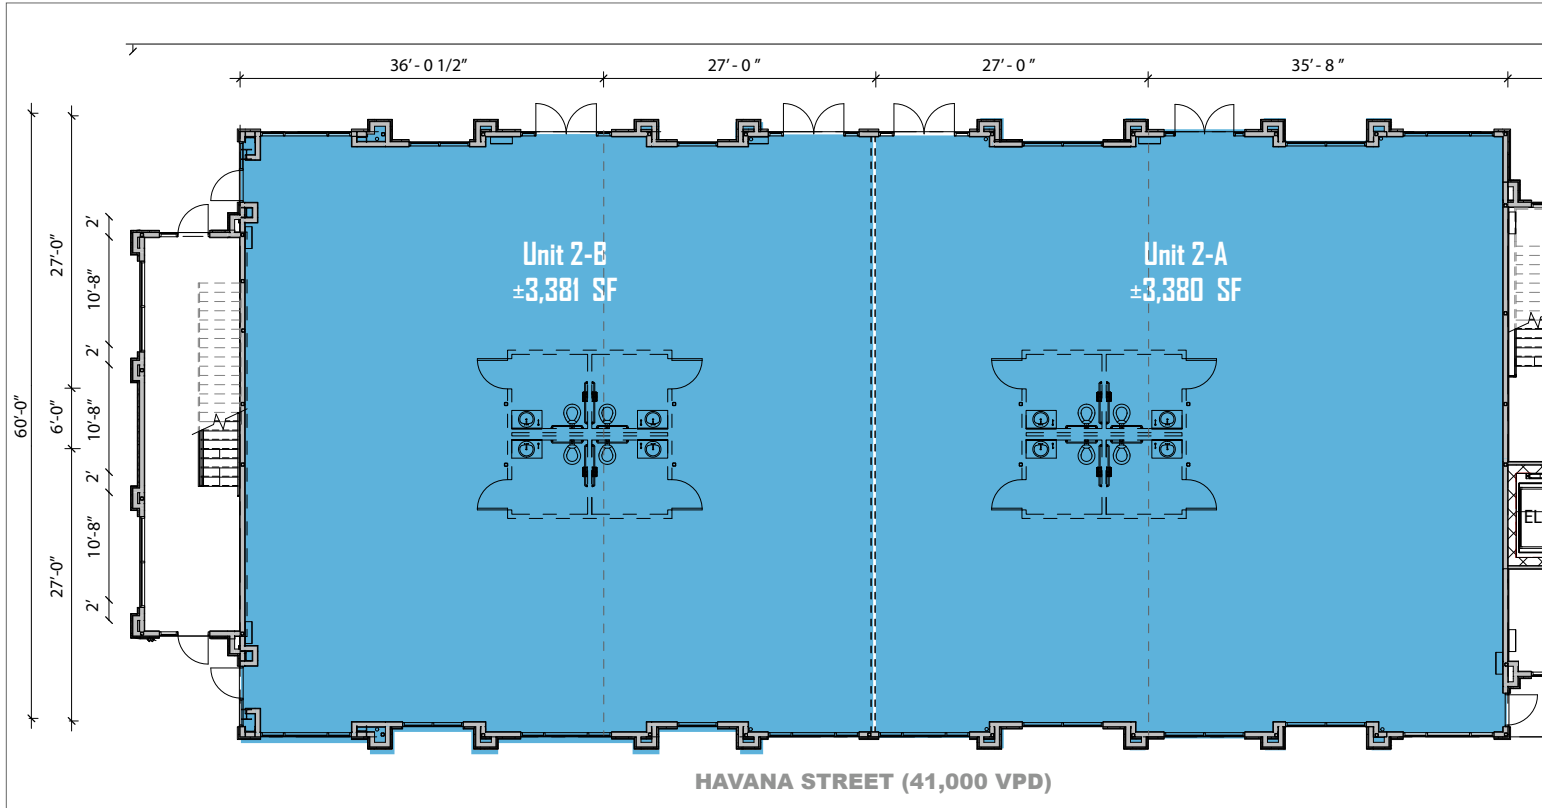 36'- 0 1/2"
27'- 0 "
27'- 0 "
35'- 8 "
60'-0"
27'-0"
6'-0"
27'-0"
2'
10'-8"
2'
10'-8"
2'
10'-8"
2'
Unit 2-B
±3,381 SF
Unit 2-A
±3,380 SF
EL
HAVANA STREET (41,000 VPD)